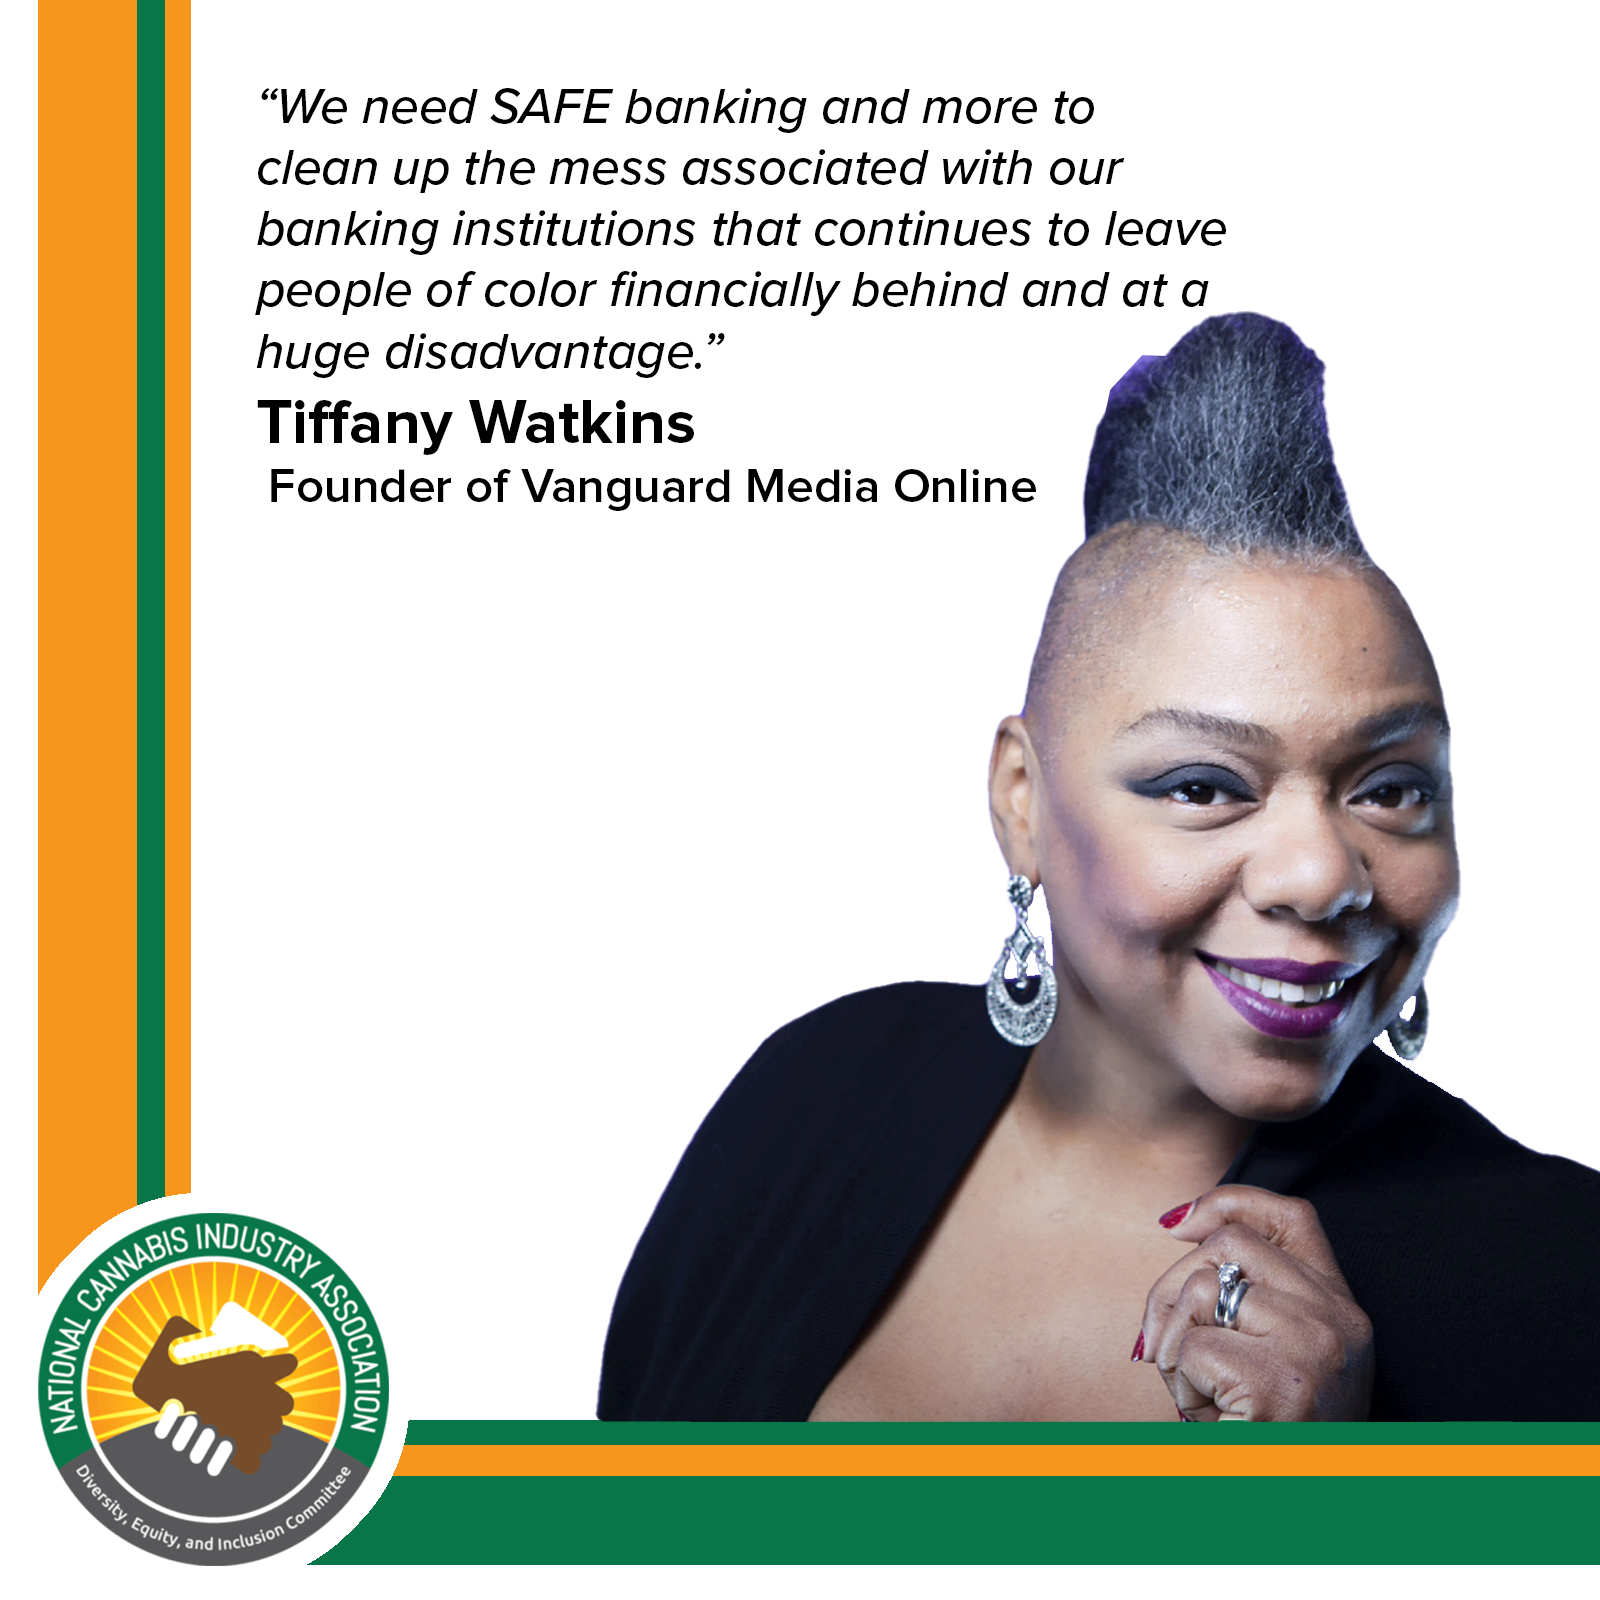 “We need SAFE banking and more to
clean up the mess associated with our
banking institutions that continues to leave
people of color financially behind and at a
huge disadvantage.”
Tiffany Watkins
Founder of Vanguard Media Online
NATIONAL CANNABIS INDUSTRY ASSOCIATION
Diversity, Equity, and Inclusion Committee